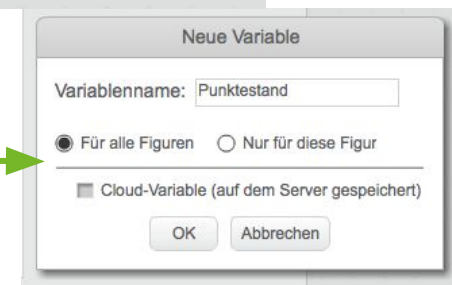 Neue Variable
Variablenname: Punktestand
Für alle Figuren Nur für diese Figur
Cloud-Variable (auf dem Server gespeichert)
OK Abbrechen